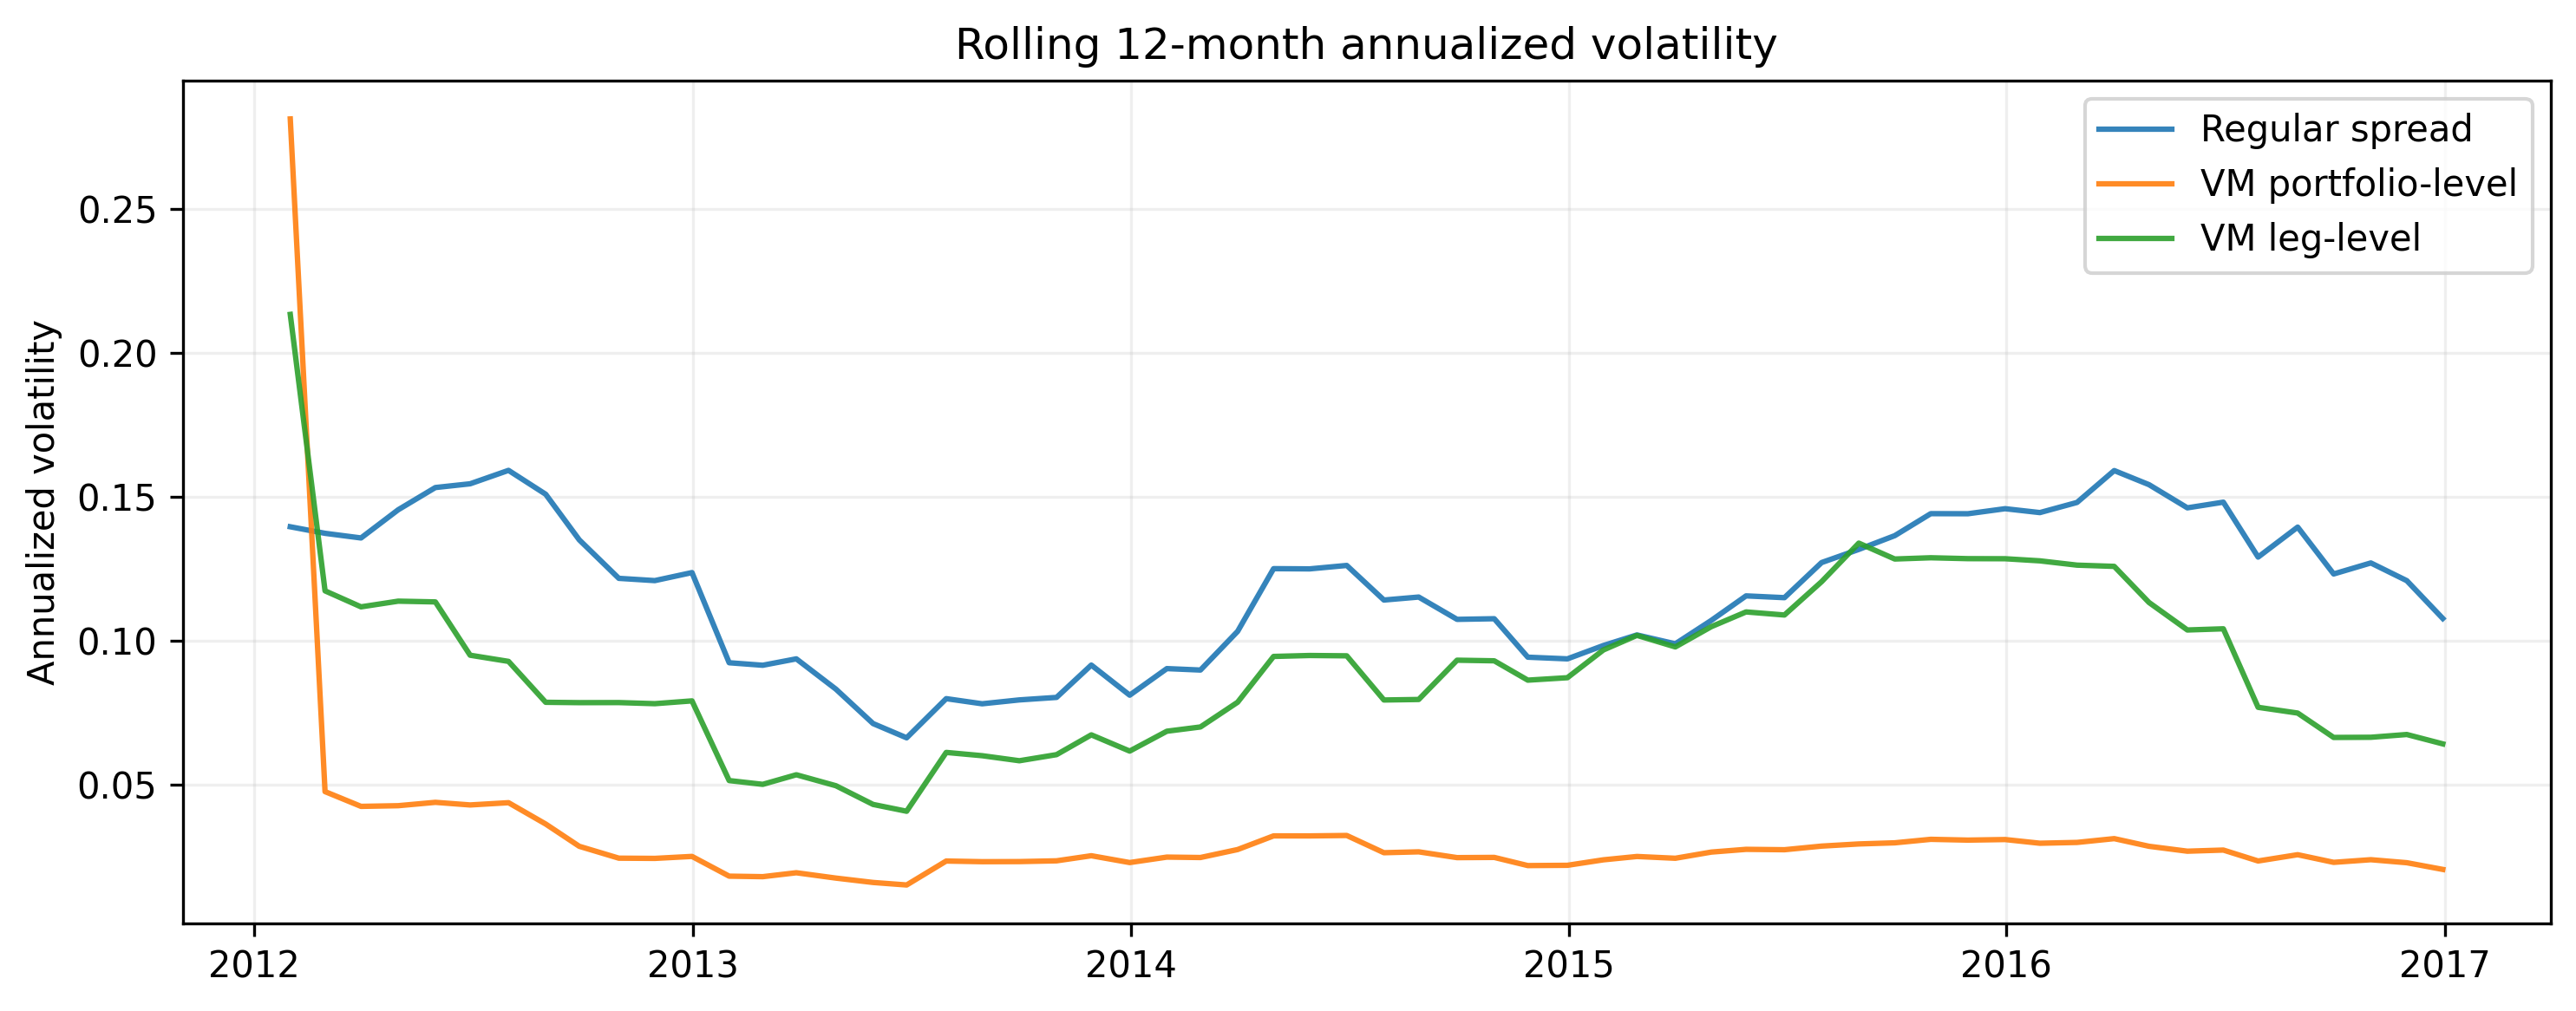 Rolling 12-month annualized volatility
Regular spread
VM portfolio-level
VM leg-level
Annualized volatility
0.25
0.20
0.15
0.10
0.05
2012 2013 2014 2015 2016 2017